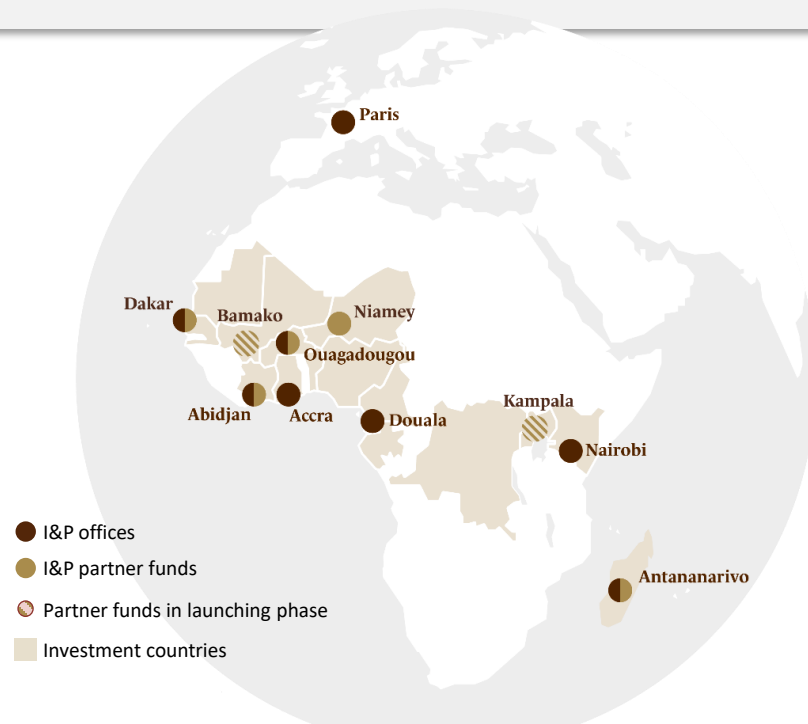 Paris
Dakar
Bamako
Niamey
Ouagadougou
Abidjan
Accra
Douala
Kampala
Nairobi
I&P offices
I&P partner funds
Antananarivo
Partner funds in launching phase
Investment countries